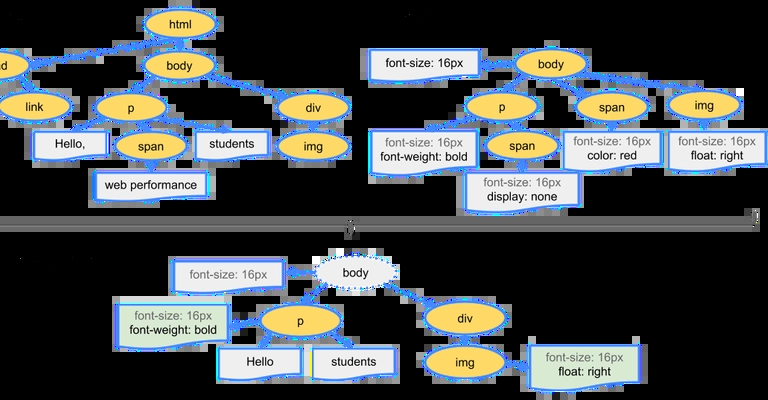 html
body
link
p
div
Hello,
span
students
img
web performance
font-size: 16px
body
p
span
img
font-size: 16px
font-weight: bold
span
font-size: 16px
color: red
font-size: 16px
float: right
font-size: 16px
display: none
font-size: 16px
body
font-size: 16px
font-weight: bold
p
div
Hello
students
img
font-size: 16px
float: right